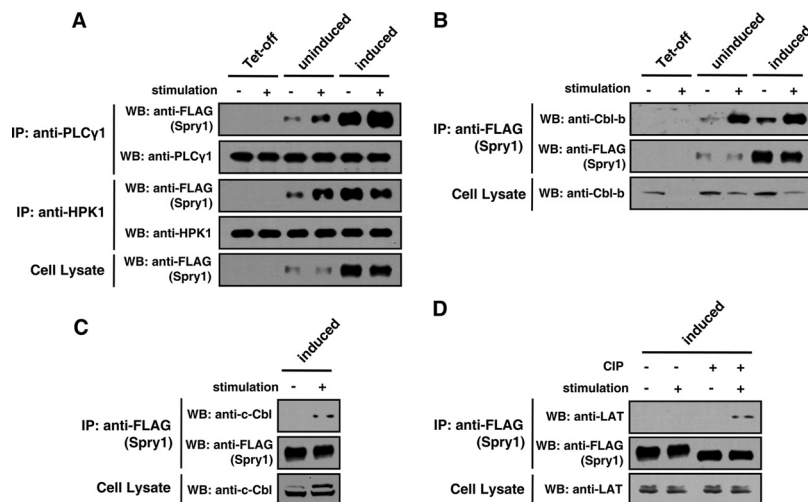 A
Tet-off
uninduced
induced
stimulation - + - + - +
IP: anti-PLCγ1
WB: anti-FLAG
(Spry1)
WB: anti-PLCγ1
IP: anti-HPK1
WB: anti-FLAG
(Spry1)
WB: anti-HPK1
Cell Lysate
WB: anti-FLAG
(Spry1)
B
Tet-off
uninduced
induced
stimulation - + - + - +
IP: anti-FLAG
(Spry1)
WB: anti-Cbl-b
WB: anti-FLAG
(Spry1)
Cell Lysate
WB: anti-Cbl-b
C
induced
stimulation - +
IP: anti-FLAG
(Spry1)
WB: anti-c-Cbl
WB: anti-FLAG
(Spry1)
Cell Lysate
WB: anti-c-Cbl
D
induced
CIP - - + +
stimulation - + - +
IP: anti-FLAG
(Spry1)
WB: anti-LAT
WB: anti-FLAG
(Spry1)
Cell Lysate
WB: anti-LAT